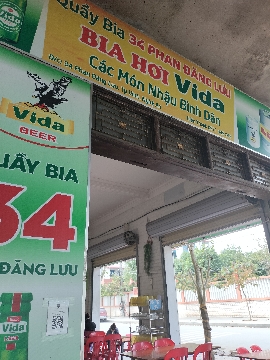 Quầy Bia 34 PHAN ĐĂNG LƯU
BIA HƠI Vida
Các Món Nhậu Bình Dân
Vida
BEER
QUẦY BIA
34
ĐĂNG LƯU
Vida